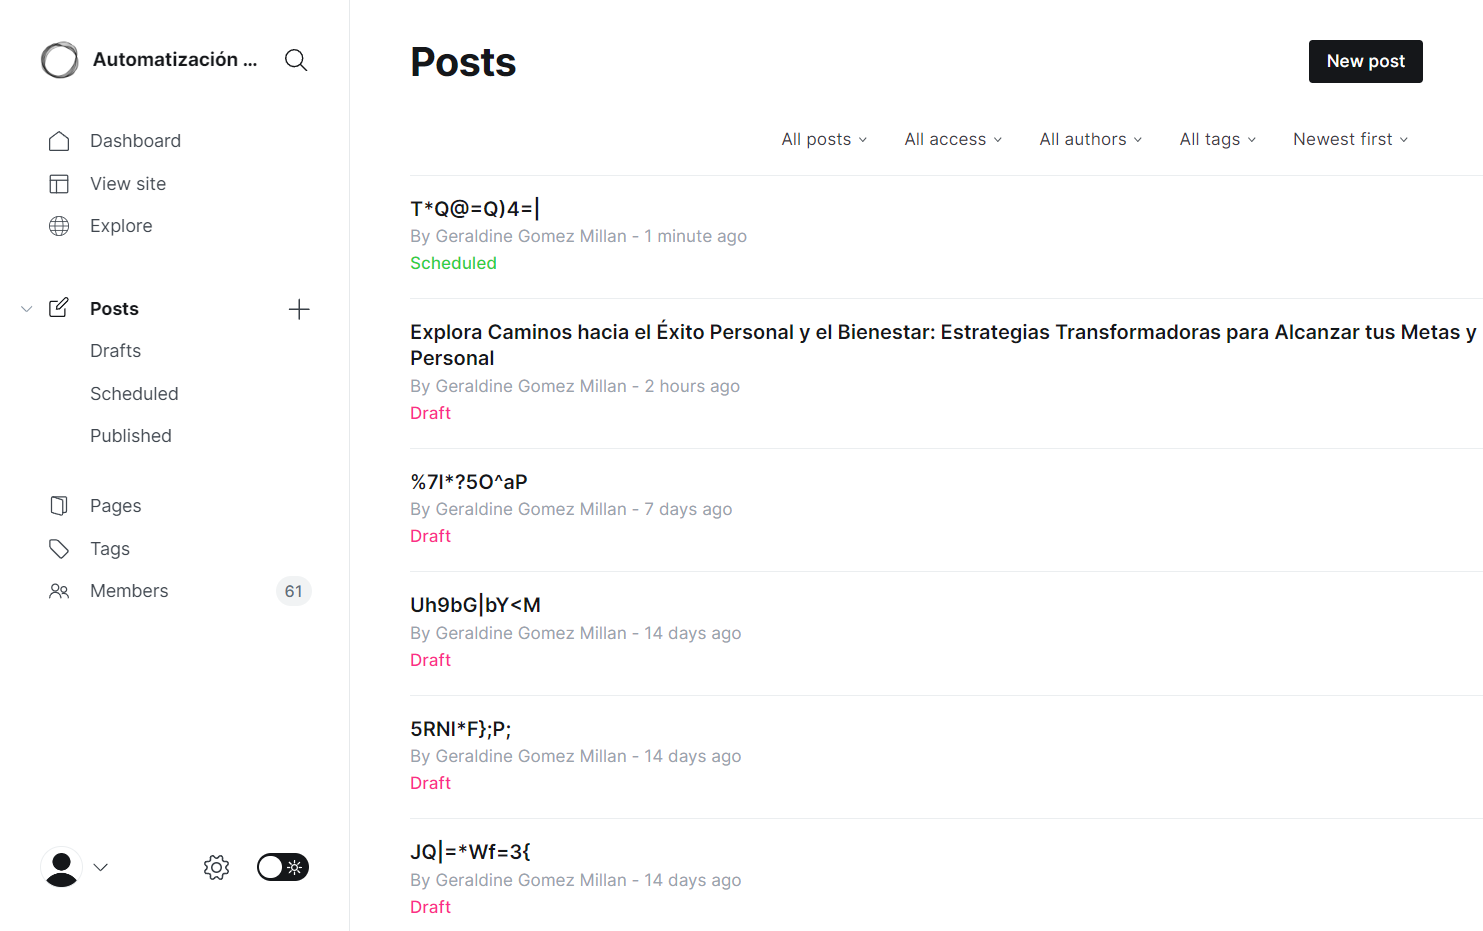 Automatización ...
Dashboard
View site
Explore
Posts
Drafts
Scheduled
Published
Pages
Tags
Members 61
Posts
New post
All posts All access All authors All tags Newest first
T*Q@=Q)4=|
By Geraldine Gomez Millan - 1 minute ago
Scheduled
Explora Caminos hacia el Éxito Personal y el Bienestar: Estrategias Transformadoras para Alcanzar tus Metas y
Personal
By Geraldine Gomez Millan - 2 hours ago
Draft
%7I*?5O^aP
By Geraldine Gomez Millan - 7 days ago
Draft
Uh9bG|bY<M
By Geraldine Gomez Millan - 14 days ago
Draft
5RNI*F};P;
By Geraldine Gomez Millan - 14 days ago
Draft
JQ|=*Wf=3{
By Geraldine Gomez Millan - 14 days ago
Draft